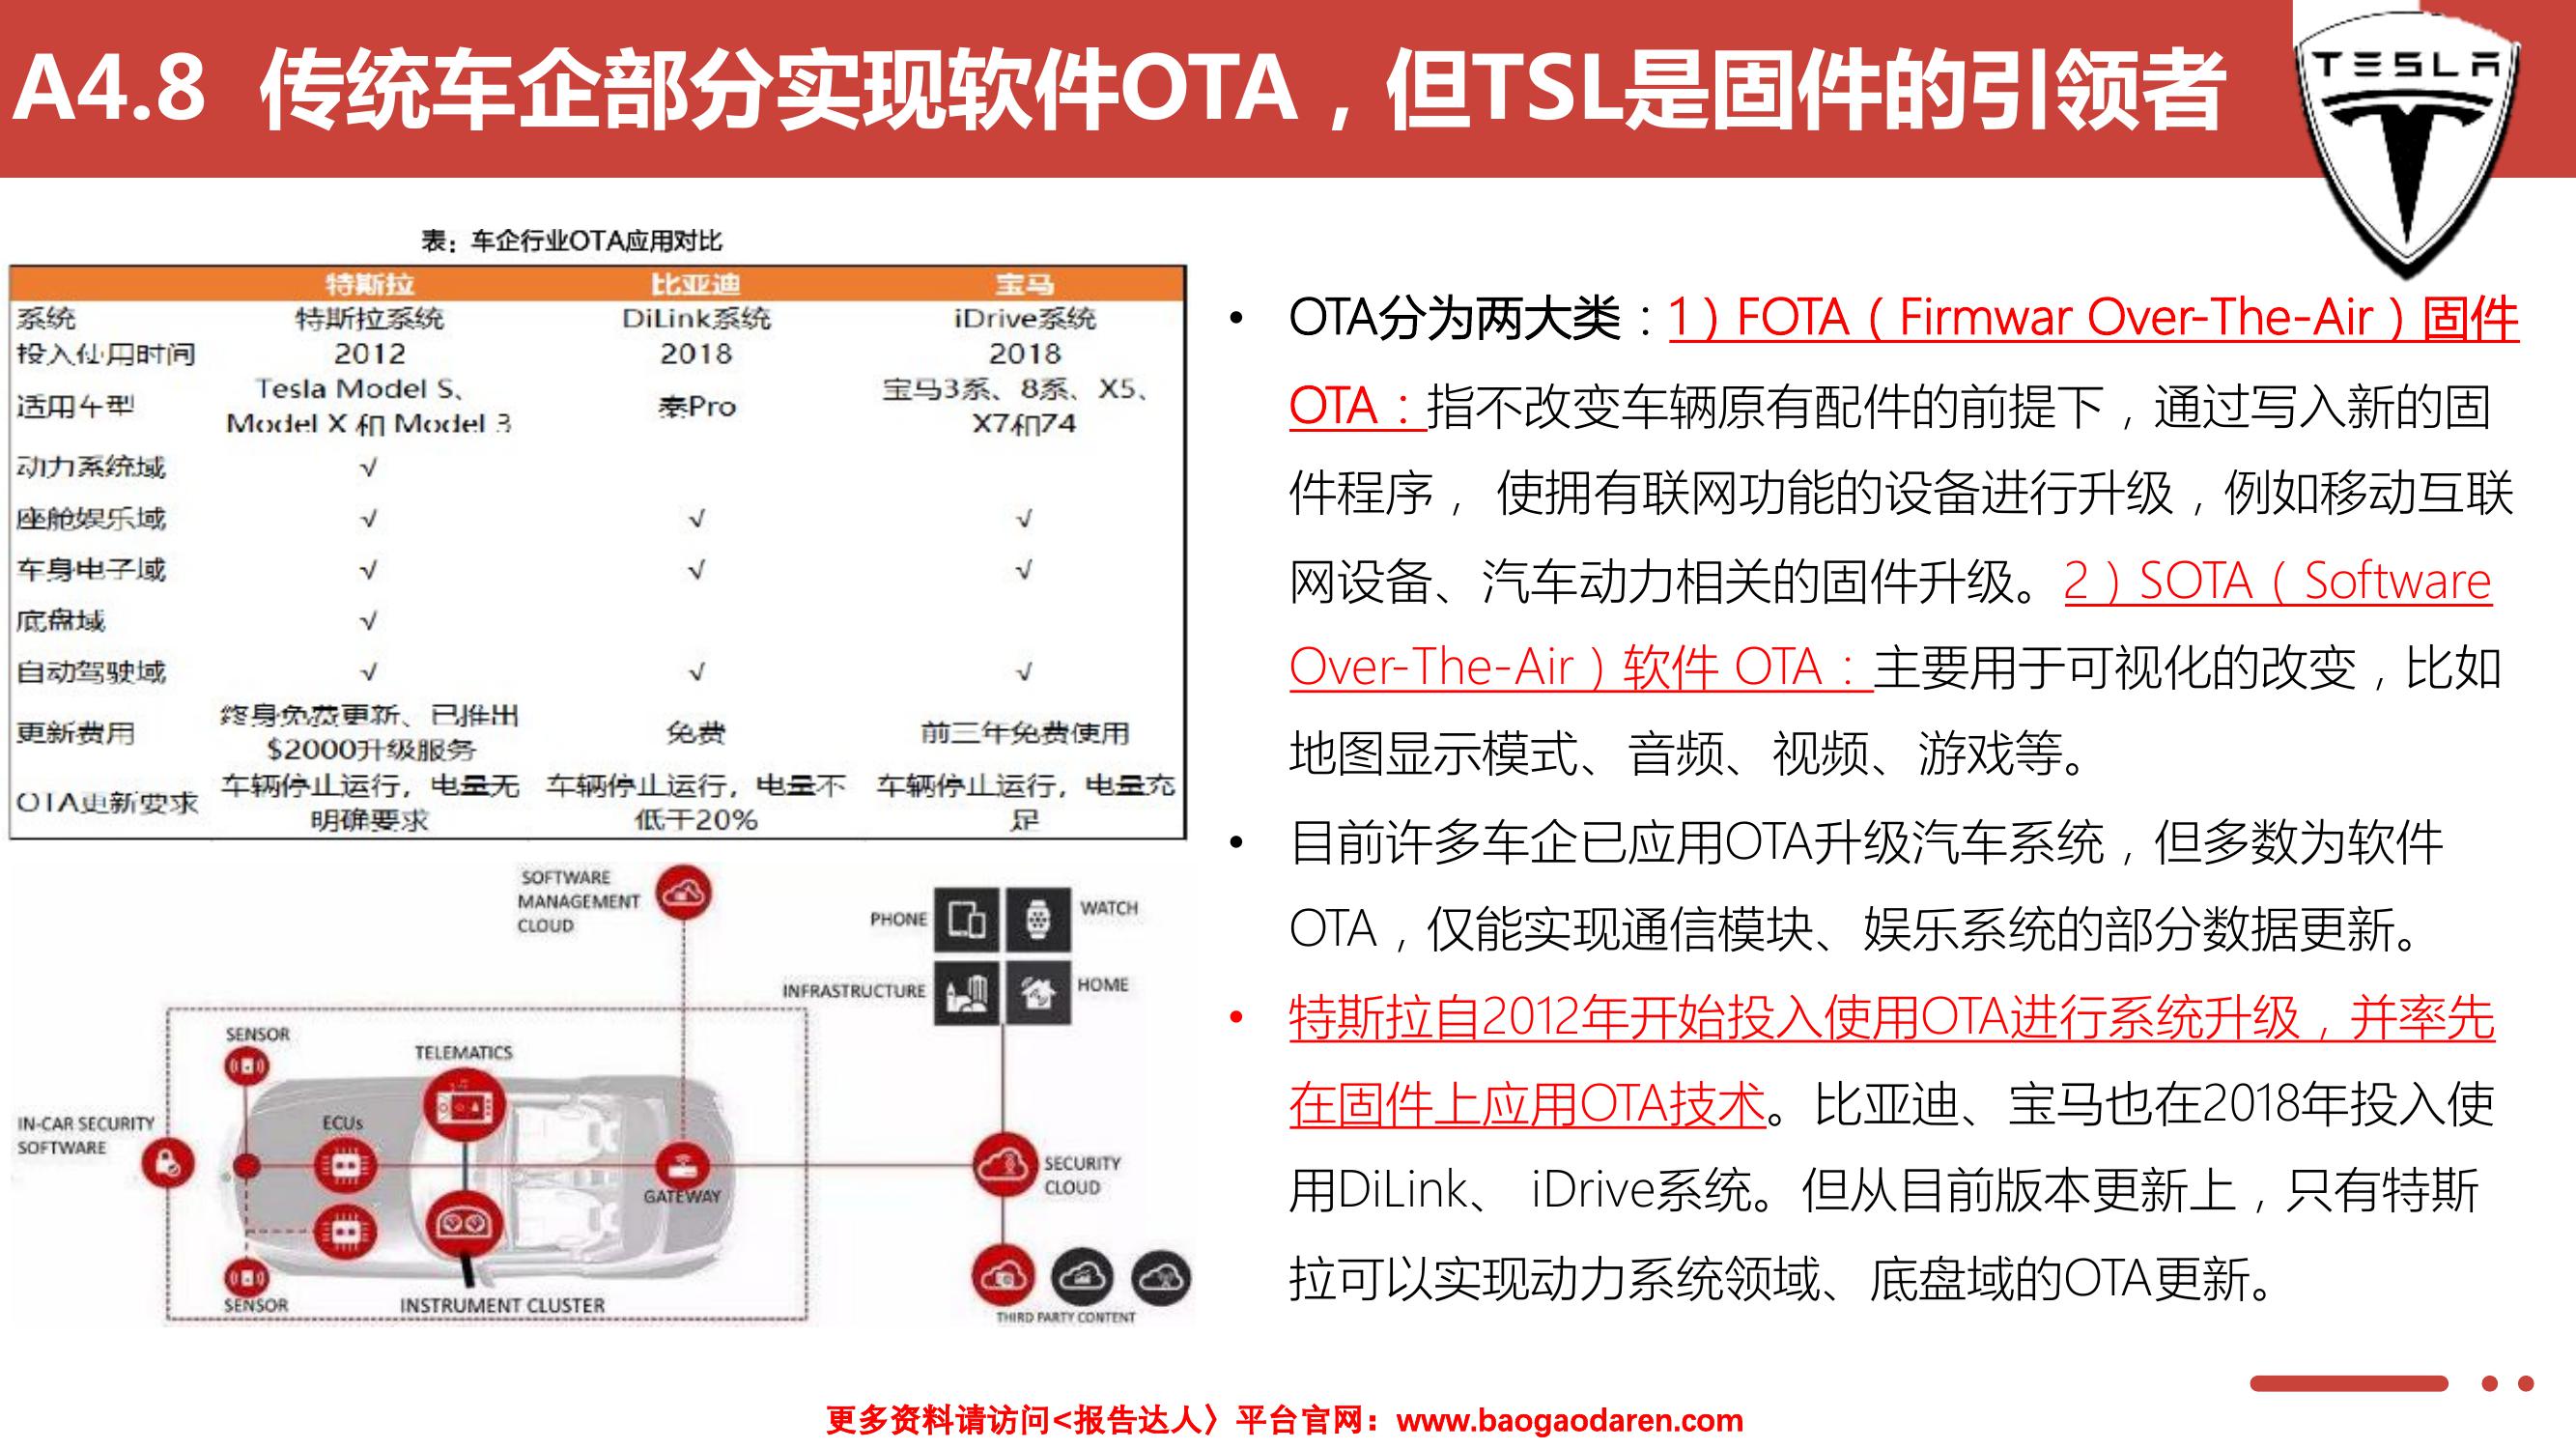 A4.8 传统车企部分实现软件OTA，但TSL是固件的引领者
TESLA
表：车企行业OTA应用对比
特斯拉 比亚迪 宝马
系统 特斯拉系统 DiLink系统 iDrive系统
投入使用时间 2012 2018 2018
适用车型 Tesla Model S、Model X 和 Model 3 秦Pro 宝马3系、8系、X5、X7和Z4
动力系统域 √
座舱娱乐域 √ √ √
车身电子域 √ √ √
底盘域 √
自动驾驶域 √ √ √
更新费用 终身免费更新、已推出$2000升级服务 免费 前三年免费使用
OTA更新要求 车辆停止运行，电量无明确要求 车辆停止运行，电量不低于20% 车辆停止运行，电量充足
SOFTWARE
MANAGEMENT
CLOUD
PHONE
WATCH
INFRASTRUCTURE
HOME
SENSOR
TELEMATICS
IN-CAR SECURITY
SOFTWARE
ECUs
GATEWAY
SECURITY
CLOUD
SENSOR
INSTRUMENT CLUSTER
THIRD PARTY CONTENT
• OTA分为两大类：1）FOTA（Firmwar Over-The-Air）固件
OTA：指不改变车辆原有配件的前提下，通过写入新的固
件程序， 使拥有联网功能的设备进行升级，例如移动互联
网设备、汽车动力相关的固件升级。2）SOTA（Software
Over-The-Air）软件 OTA：主要用于可视化的改变，比如
地图显示模式、音频、视频、游戏等。
• 目前许多车企已应用OTA升级汽车系统，但多数为软件
OTA，仅能实现通信模块、娱乐系统的部分数据更新。
• 特斯拉自2012年开始投入使用OTA进行系统升级，并率先
在固件上应用OTA技术。比亚迪、宝马也在2018年投入使
用DiLink、 iDrive系统。但从目前版本更新上，只有特斯
拉可以实现动力系统领域、底盘域的OTA更新。
更多资料请访问<报告达人〉平台官网：www.baogaodaren.com